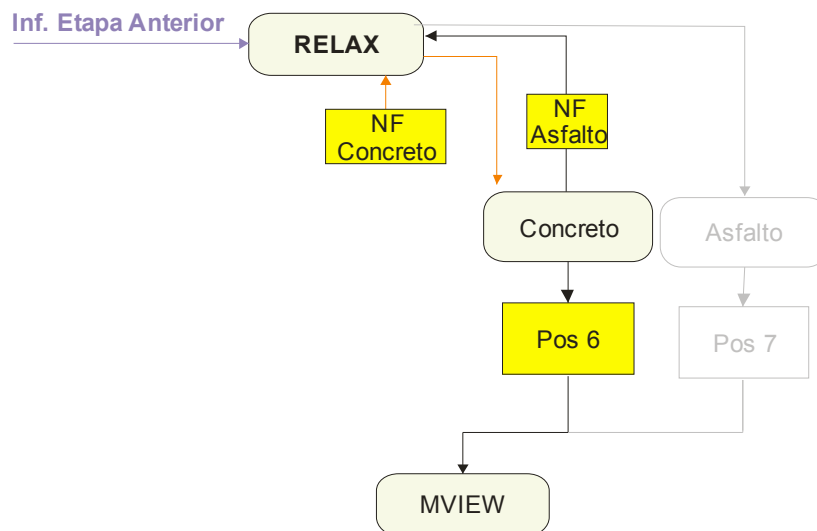 Inf. Etapa Anterior
RELAX
NF
Concreto
NF
Asfalto
Concreto
Asfalto
Pos 6
Pos 7
MVIEW